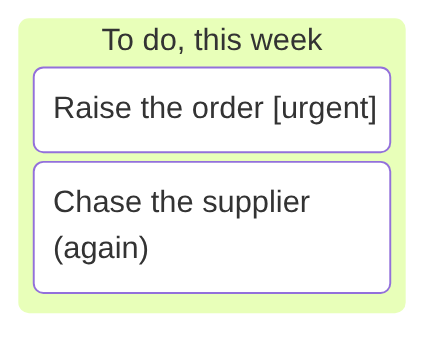 To do, this week
Raise the order [urgent]
Chase the supplier
(again)